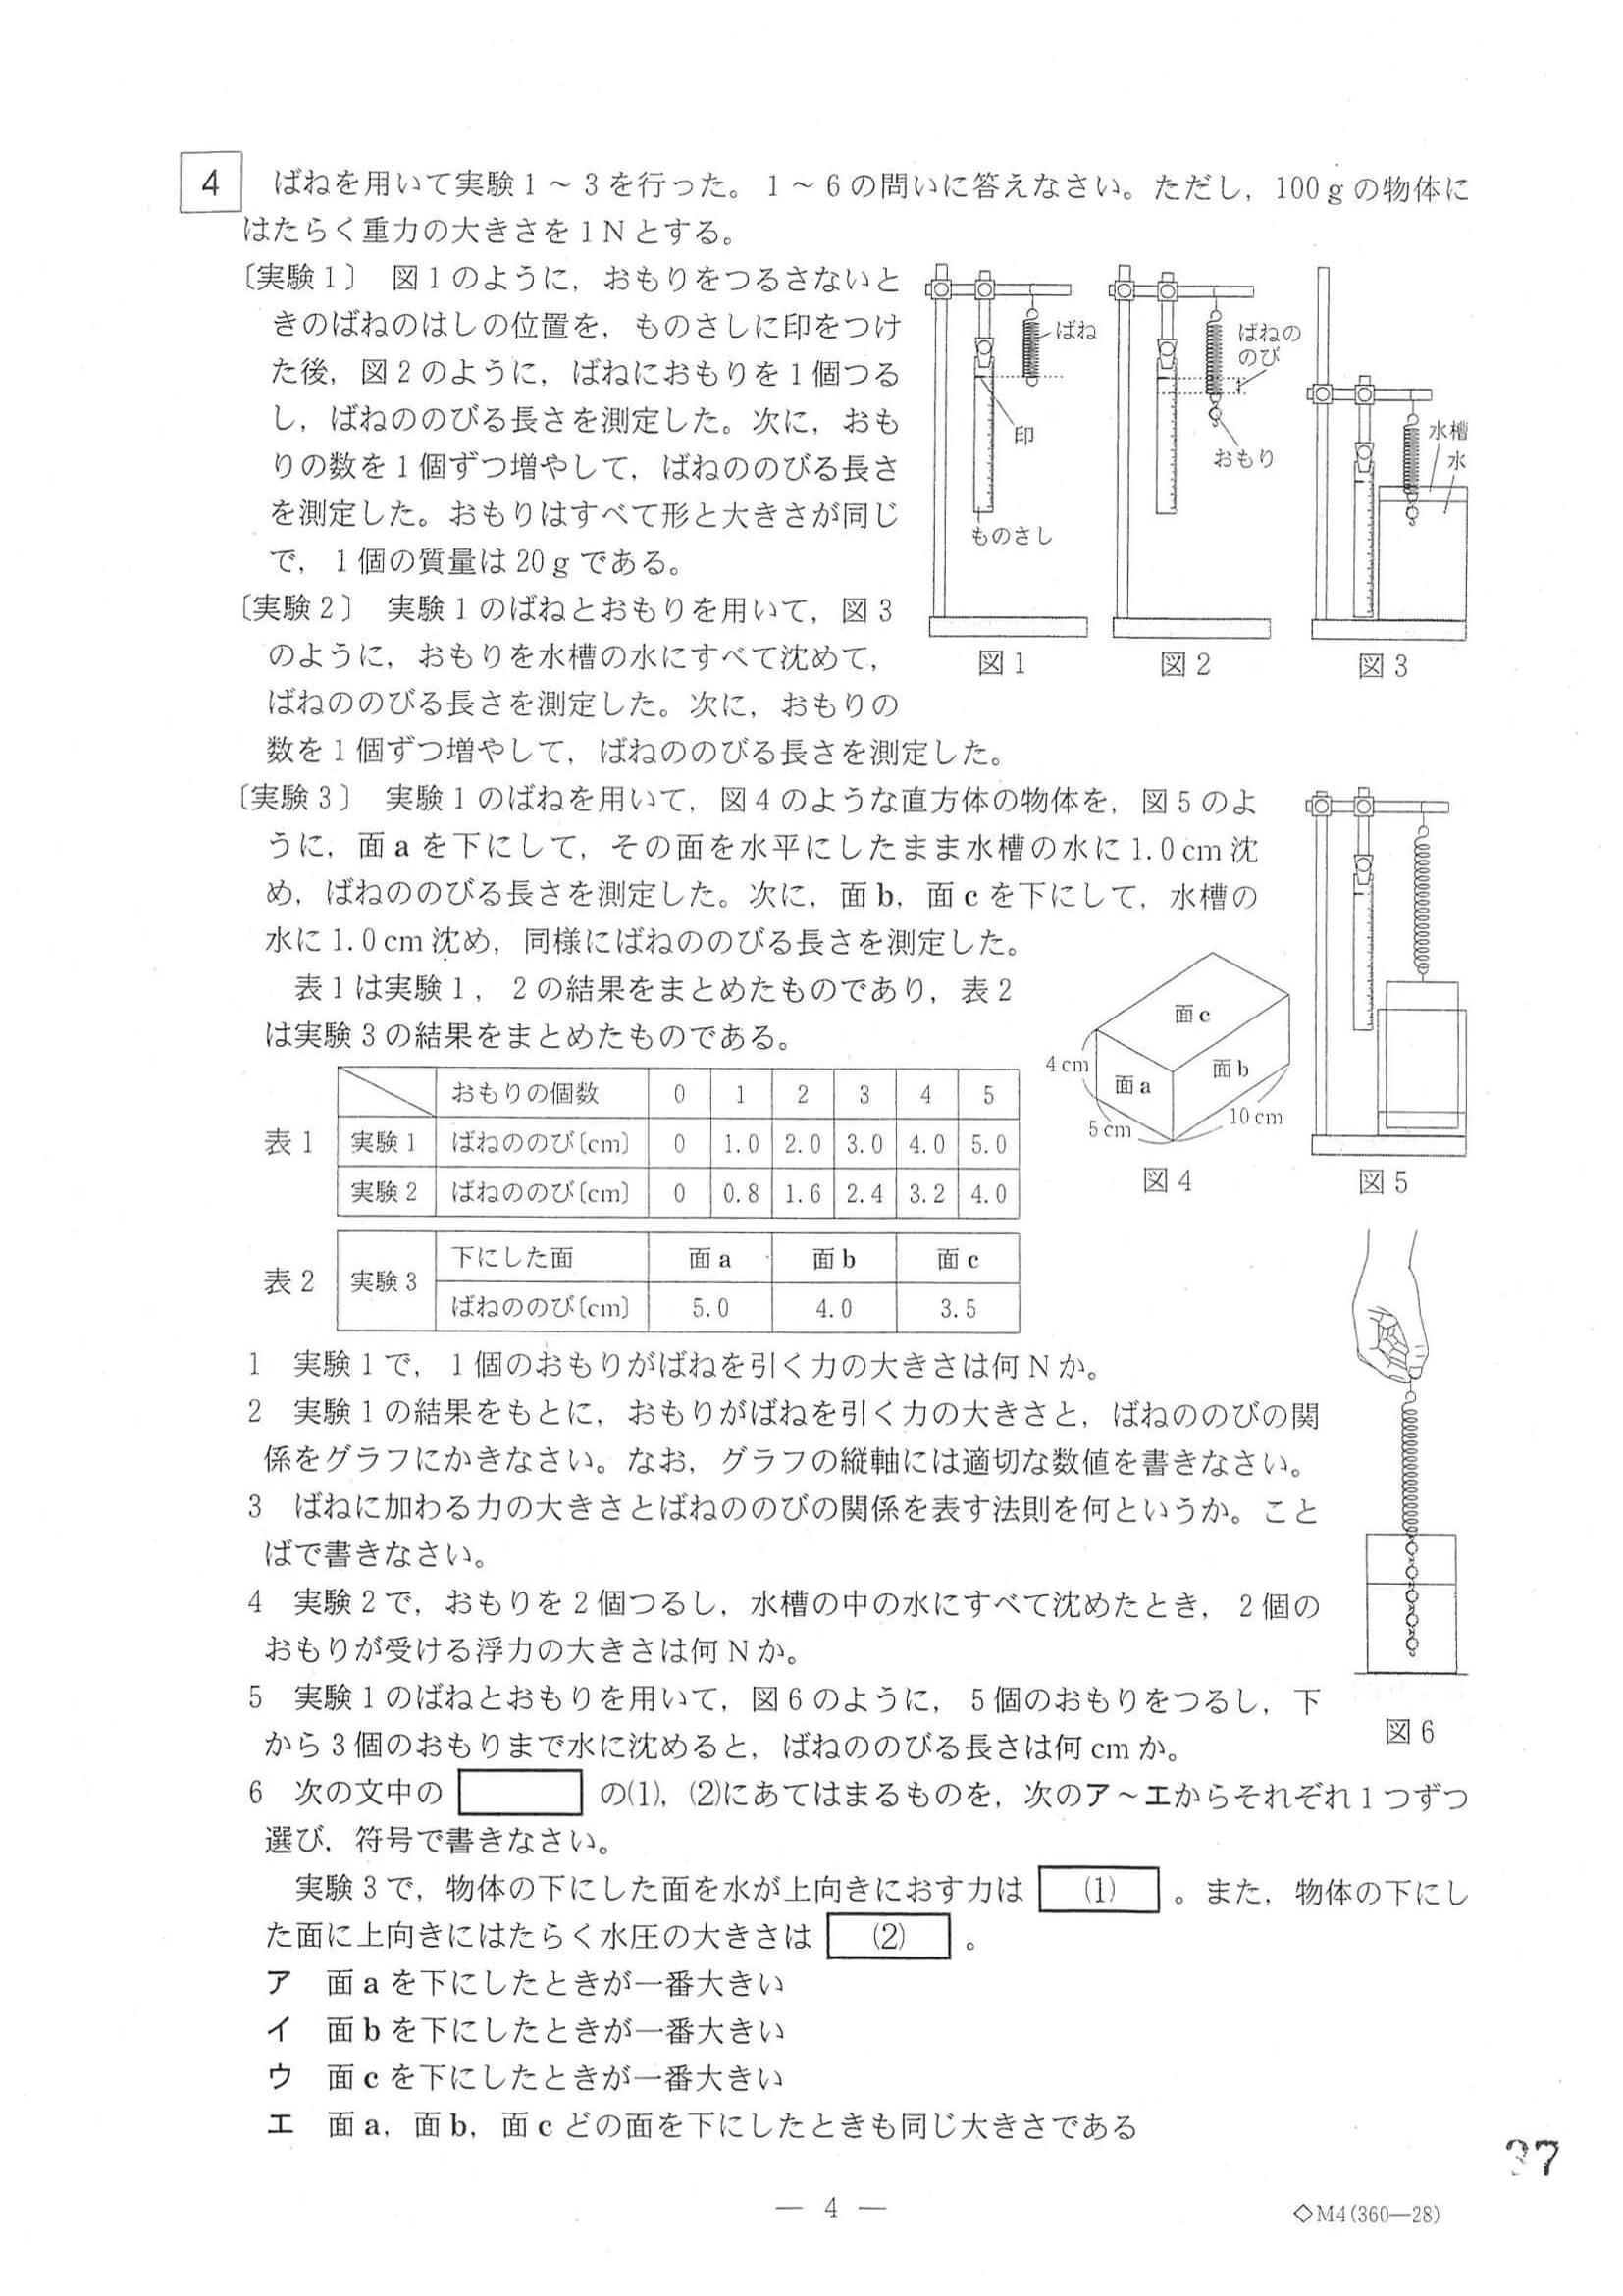 4 ばねを用いて実験1～3を行った。1～6の問いに答えなさい。ただし，100gの物体に
はたらく重力の大きさを1Nとする。
〔実験1〕 図1のように，おもりをつるさないと
きのばねのはしの位置を，ものさしに印をつけ
た後，図2のように，ばねにおもりを1個つる
し，ばねののびる長さを測定した。次に，おも
りの数を1個ずつ増やして，ばねののびる長さ
を測定した。おもりはすべて形と大きさが同じ
で，1個の質量は20gである。
〔実験2〕 実験1のばねとおもりを用いて，図3
のように，おもりを水槽の水にすべて沈めて，
ばねののびる長さを測定した。次に，おもりの
数を1個ずつ増やして，ばねののびる長さを測定した。
ばね
印
ものさし
図1
ばねの
のび
おもり
図2
水槽
水
図3
〔実験3〕 実験1のばねを用いて，図4のような直方体の物体を，図5のよ
うに，面aを下にして，その面を水平にしたまま水槽の水に1.0cm沈
め，ばねののびる長さを測定した。次に，面b，面cを下にして，水槽の
水に1.0cm沈め，同様にばねののびる長さを測定した。
表1は実験1，2の結果をまとめたものであり，表2
は実験3の結果をまとめたものである。
面c
4cm
面a
面b
5cm
10cm
図4
図5
表1
おもりの個数 0 1 2 3 4 5
実験1 ばねののび〔cm〕 0 1.0 2.0 3.0 4.0 5.0
実験2 ばねののび〔cm〕 0 0.8 1.6 2.4 3.2 4.0
表2 実験3
下にした面 面a 面b 面c
ばねののび〔cm〕 5.0 4.0 3.5
1 実験1で，1個のおもりがばねを引く力の大きさは何Nか。
2 実験1の結果をもとに，おもりがばねを引く力の大きさと，ばねののびの関
係をグラフにかきなさい。なお，グラフの縦軸には適切な数値を書きなさい。
3 ばねに加わる力の大きさとばねののびの関係を表す法則を何というか。こと
ばで書きなさい。
4 実験2で，おもりを2個つるし，水槽の中の水にすべて沈めたとき，2個の
おもりが受ける浮力の大きさは何Nか。
5 実験1のばねとおもりを用いて，図6のように，5個のおもりをつるし，下
から3個のおもりまで水に沈めると，ばねののびる長さは何cmか。
図6
6 次の文中の の(1)，(2)にあてはまるものを，次のア～エからそれぞれ1つずつ
選び，符号で書きなさい。
実験3で，物体の下にした面を水が上向きにおす力は (1) 。また，物体の下にし
た面に上向きにはたらく水圧の大きさは (2) 。
ア 面aを下にしたときが一番大きい
イ 面bを下にしたときが一番大きい
ウ 面cを下にしたときが一番大きい
エ 面a，面b，面cどの面を下にしたときも同じ大きさである
37
— 4 —
◇M4(360—28)